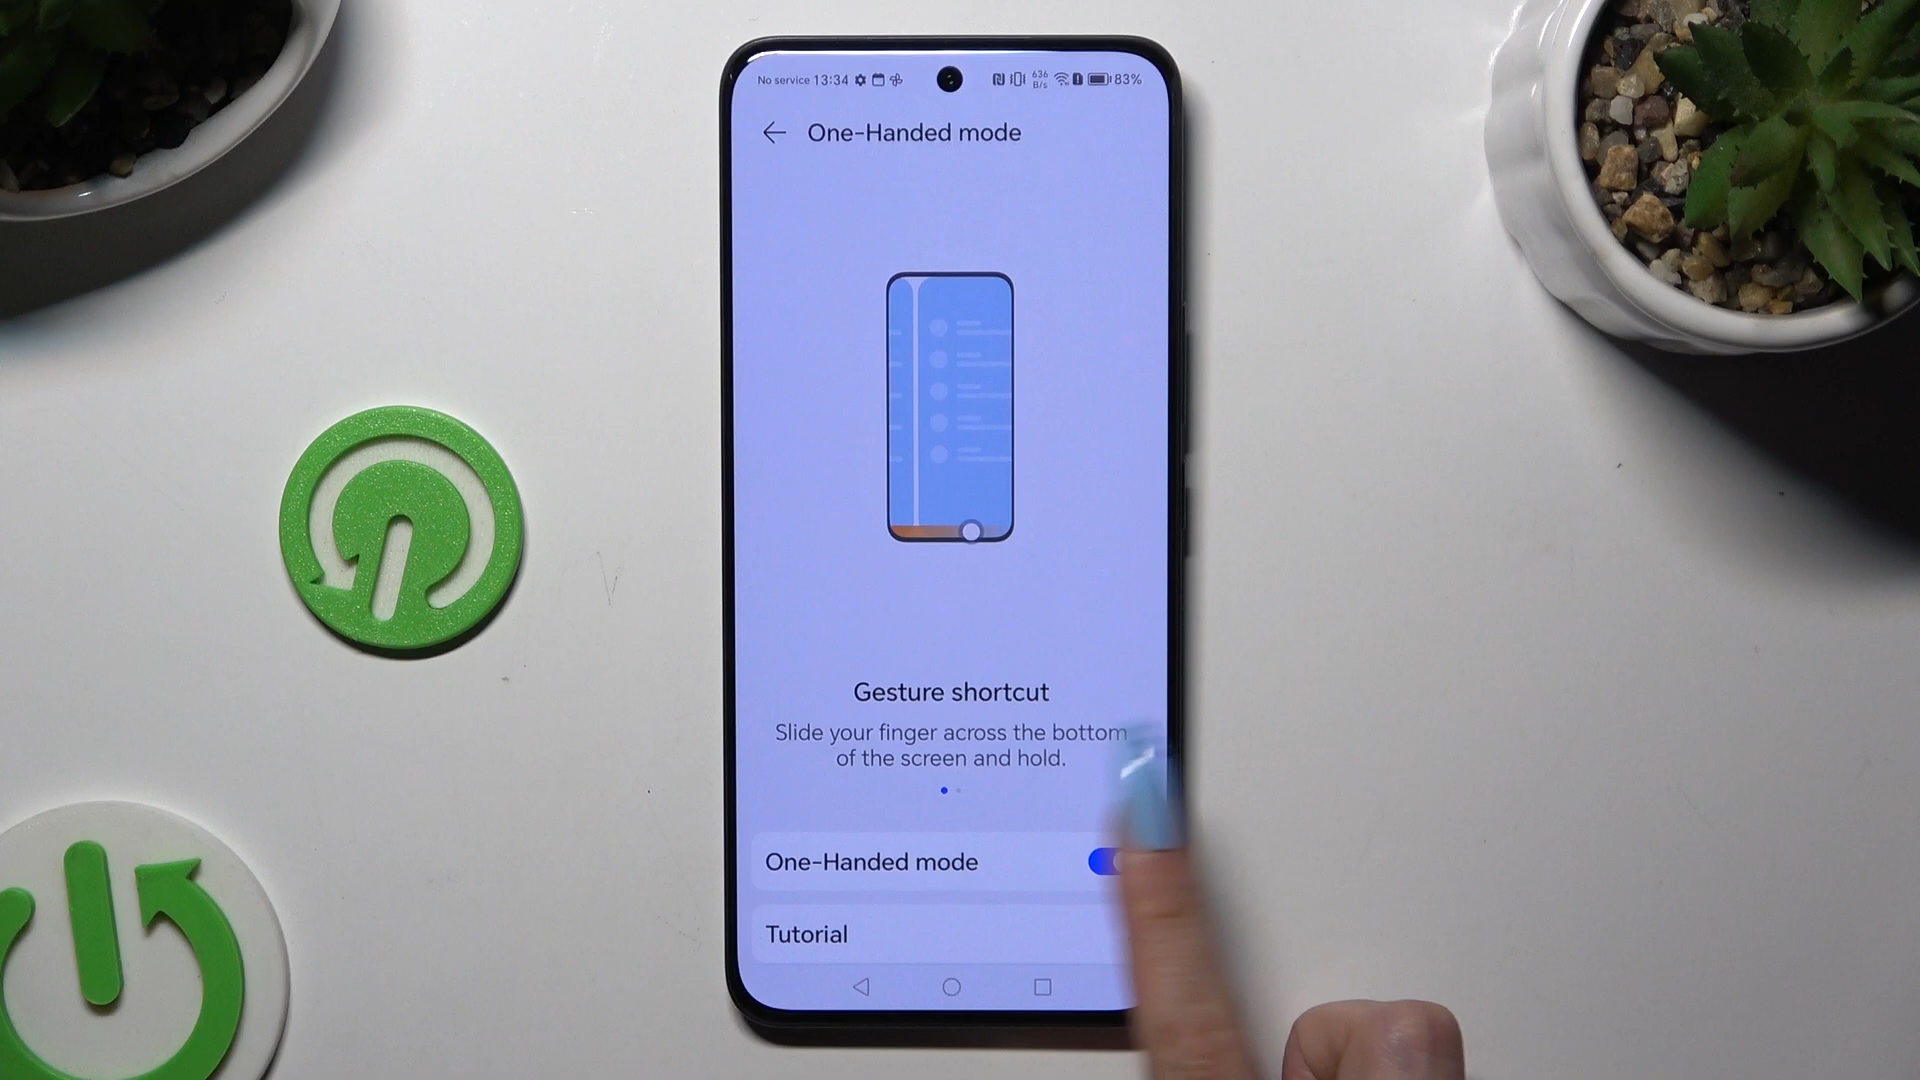 No service 13:34 636 B/s 83%
One-Handed mode
Gesture shortcut
Slide your finger across the bottom
of the screen and hold.
One-Handed mode
Tutorial